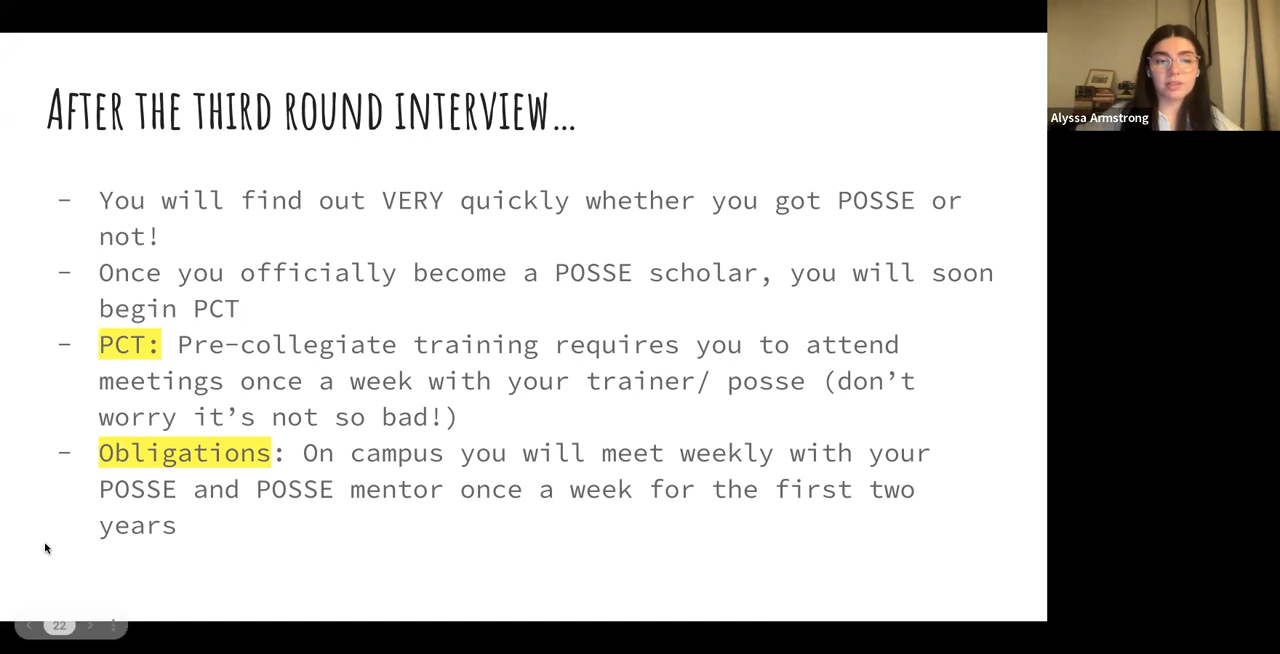 AFTER THE THIRD ROUND INTERVIEW...
- You will find out VERY quickly whether you got POSSE or
not!
- Once you officially become a POSSE scholar, you will soon
begin PCT
- PCT: Pre-collegiate training requires you to attend
meetings once a week with your trainer/ posse (don’t
worry it’s not so bad!)
- Obligations: On campus you will meet weekly with your
POSSE and POSSE mentor once a week for the first two
years
22
Alyssa Armstrong